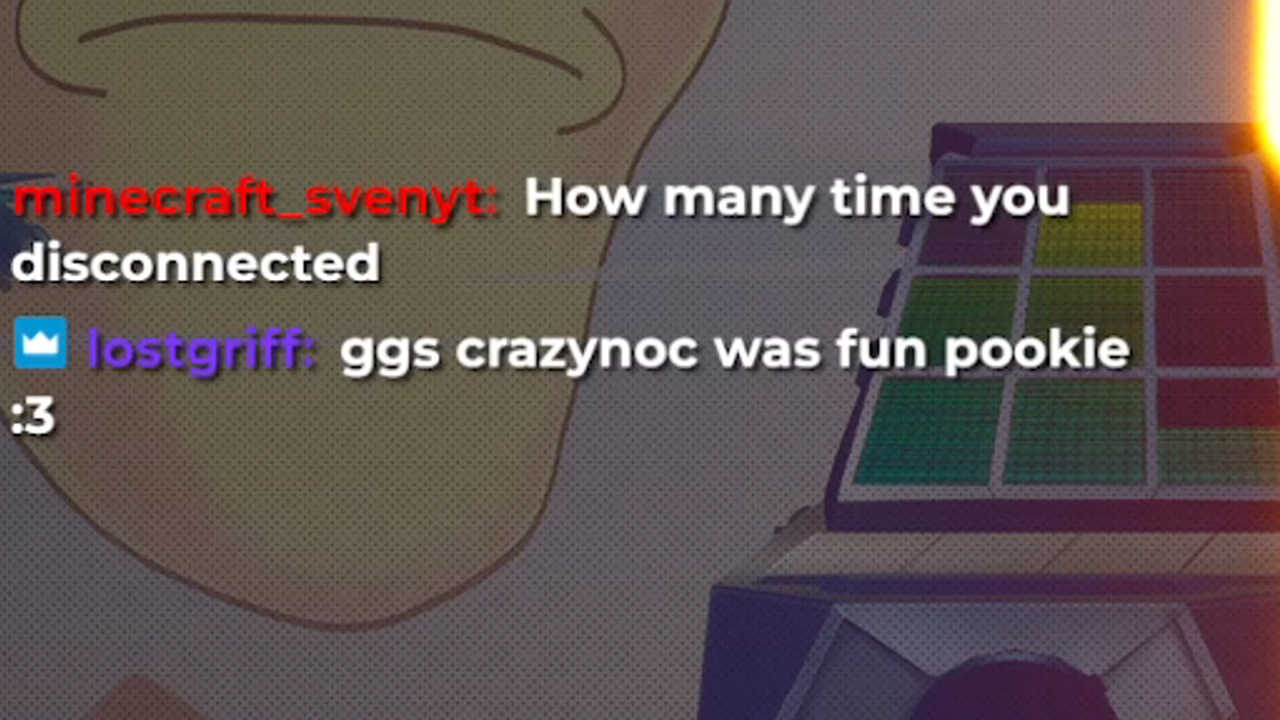 minecraft_svenyt: How many time you
disconnected
lostgriff: ggs crazynoc was fun pookie
:3